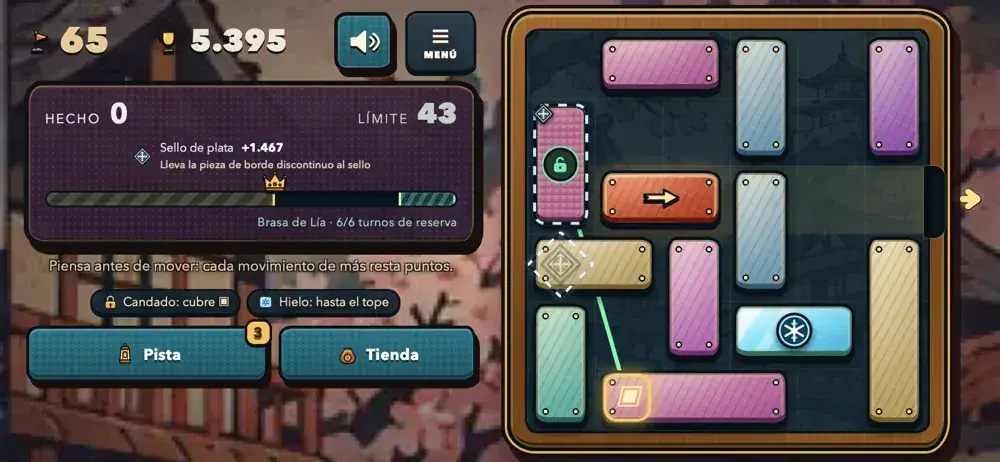 65
5.395
MENÚ
HECHO 0
LÍMITE 43
Sello de plata +1.467
Lleva la pieza de borde discontinuo al sello
Brasa de Lía · 6/6 turnos de reserva
Piensa antes de mover: cada movimiento de más resta puntos.
Candado: cubre
Hielo: hasta el tope
3
Pista
Tienda